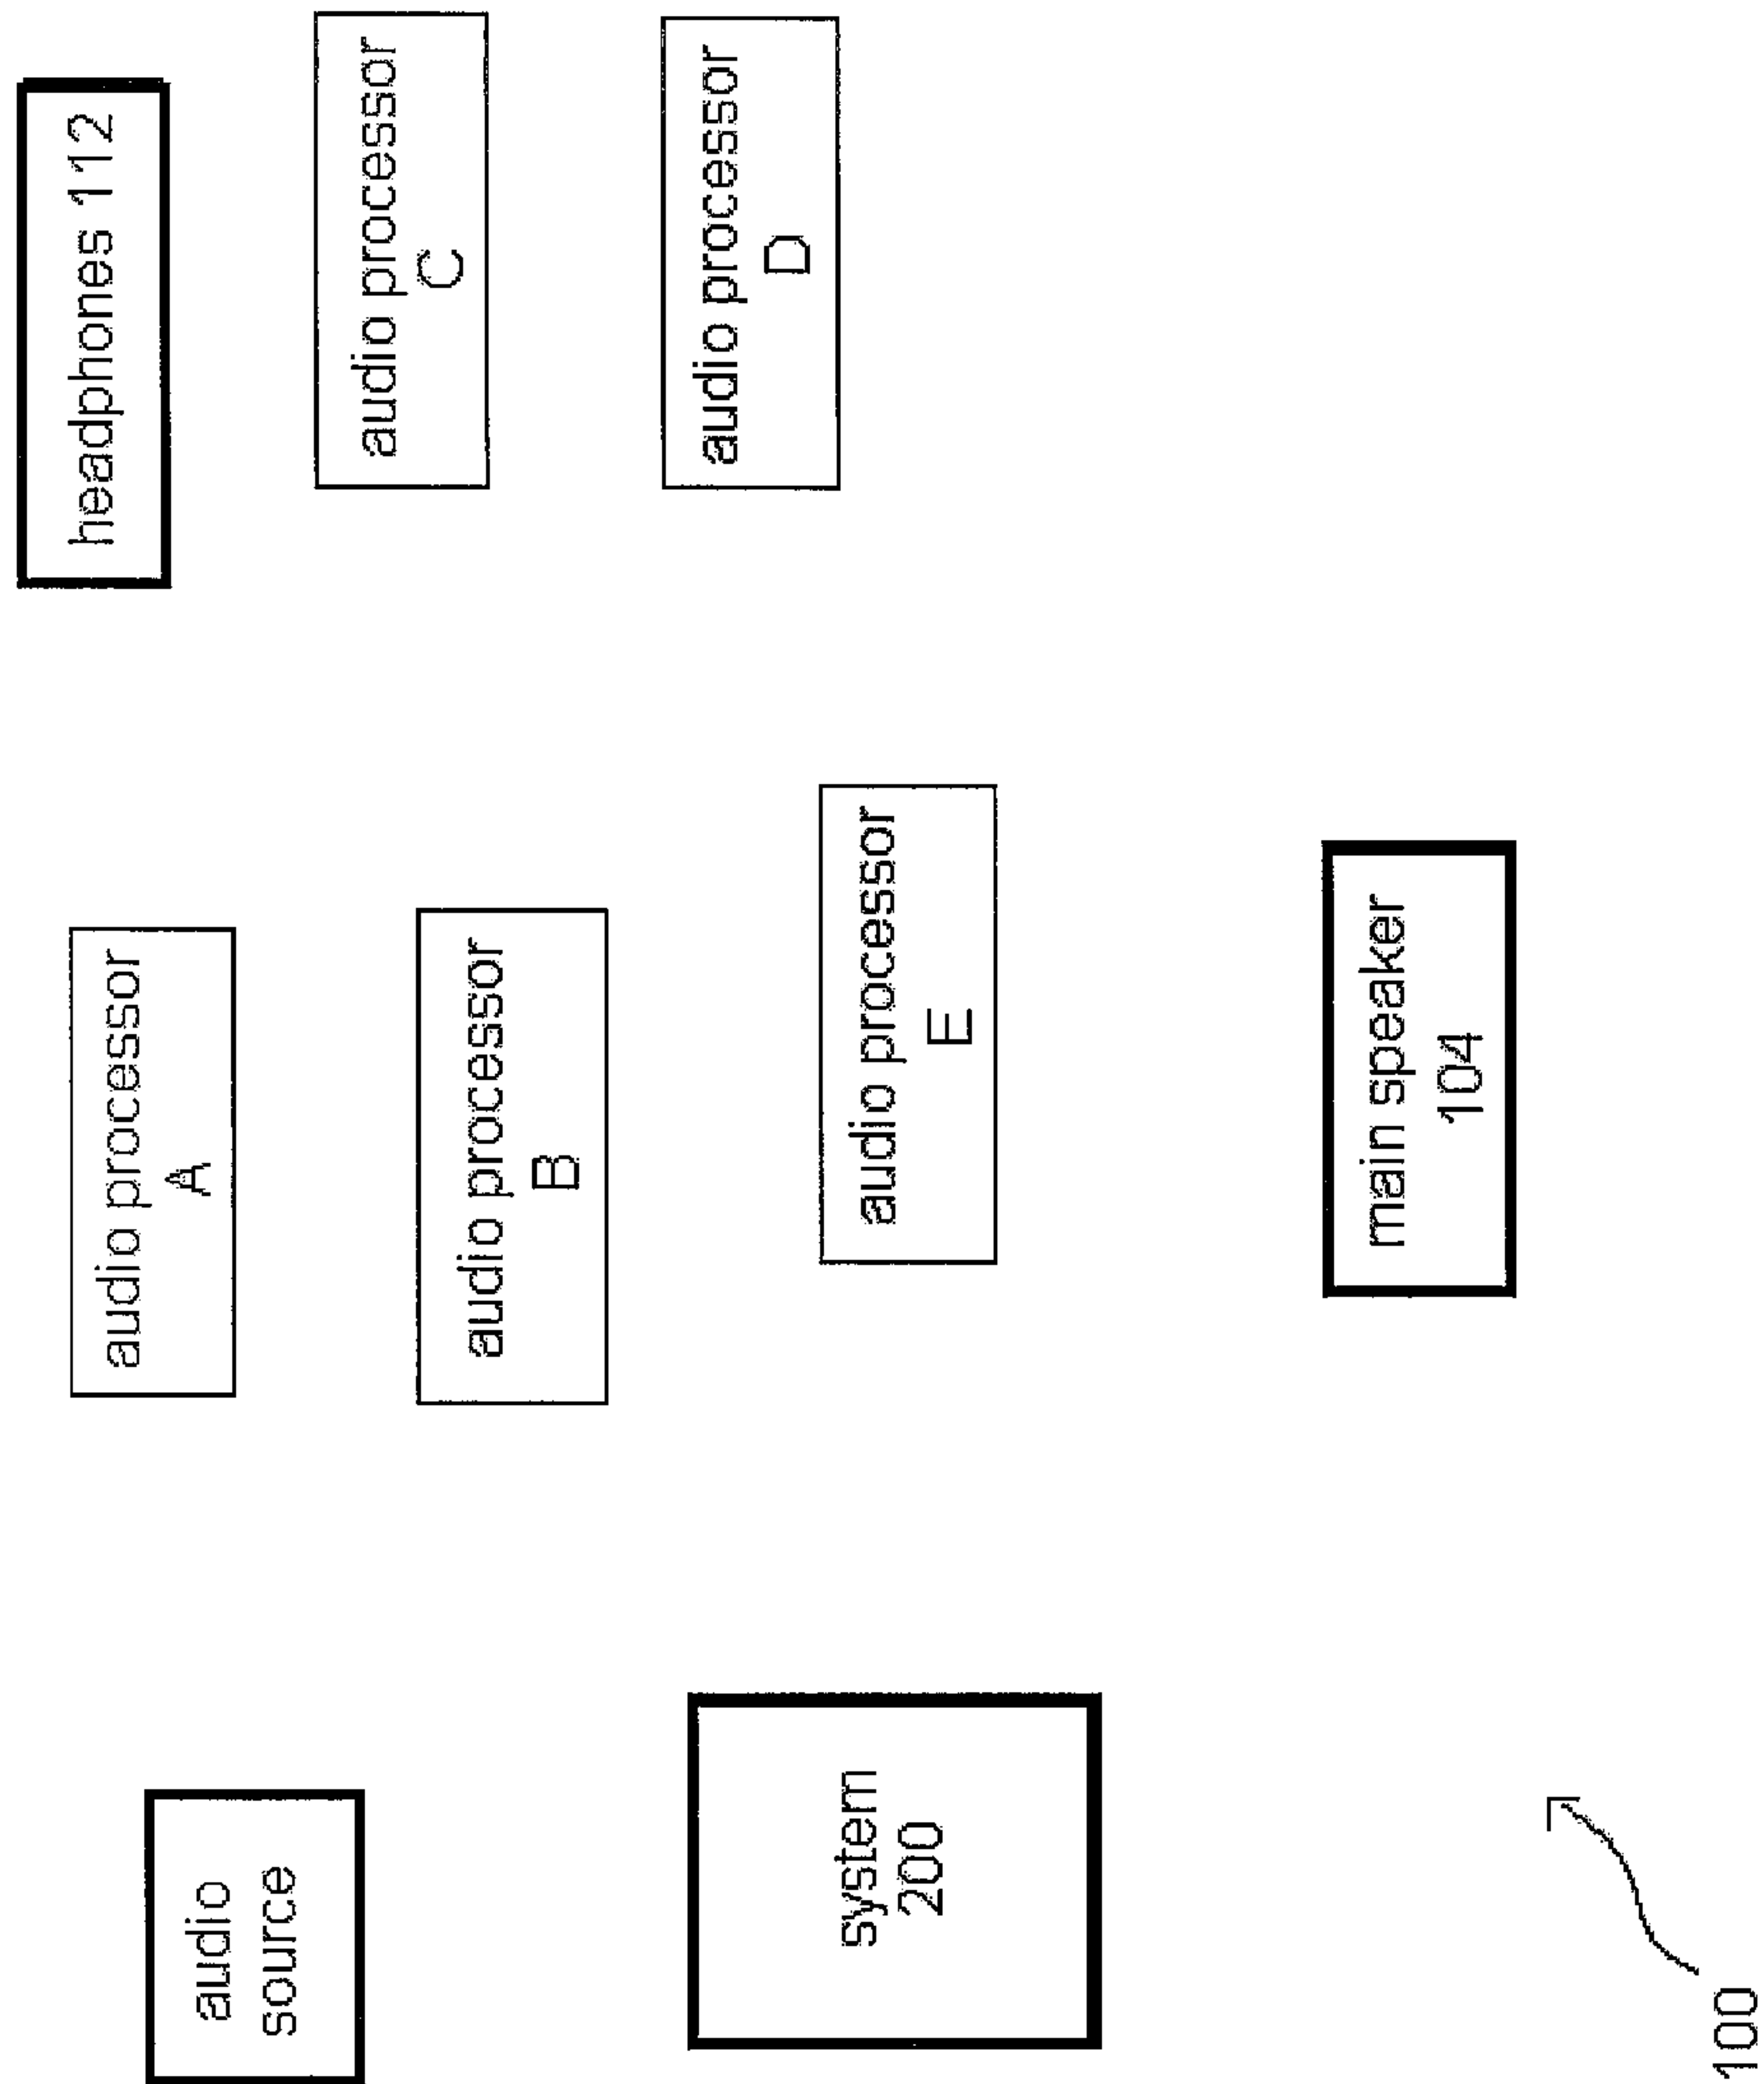 audio
source
audio processor
A
headphones 112
audio processor
C
audio processor
B
audio processor
D
system
200
audio processor
E
main speaker
104
100